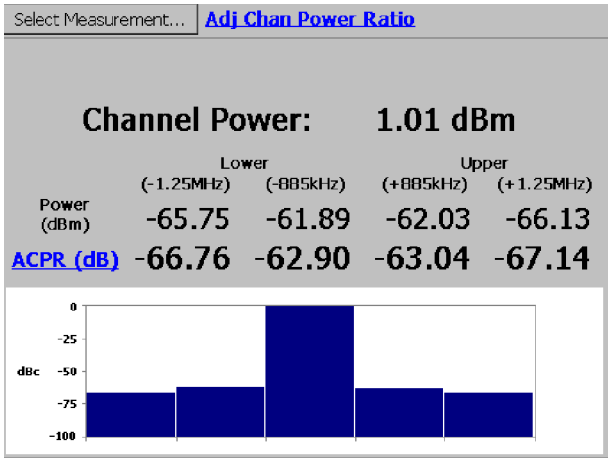 Select Measurement... Adj Chan Power Ratio
Channel Power: 1.01 dBm
Lower Upper
(-1.25MHz) (-885kHz) (+885kHz) (+1.25MHz)
Power
(dBm) -65.75 -61.89 -62.03 -66.13
ACPR (dB) -66.76 -62.90 -63.04 -67.14
0
-25
dBc -50
-75
-100